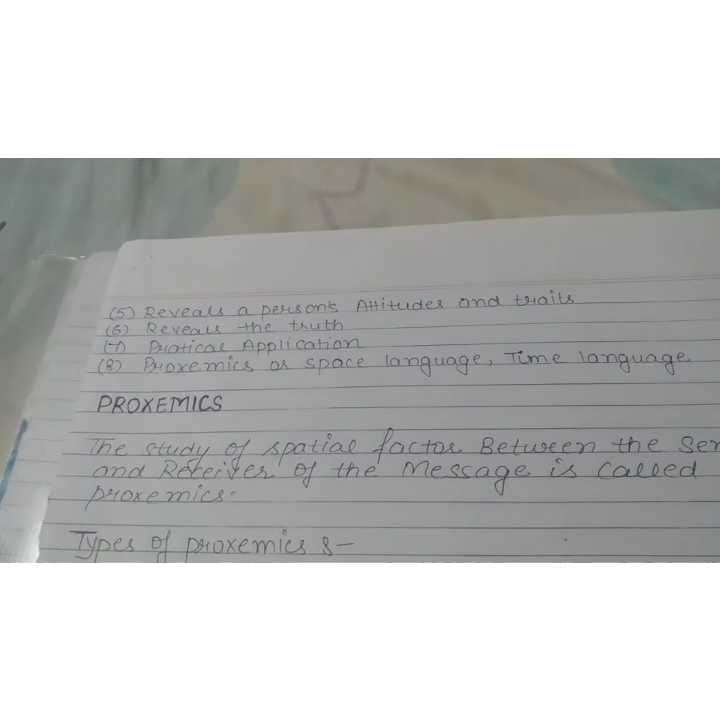 (5) Reveals a person's Attitudes and traits
(6) Reveals the truth
(7) Pratical Application
(8) Proxemics or space language, Time language
PROXEMICS
The study of spatial factor Between the Sen
and Receiver of the Message is called
proxemics.
Types of proxemics :-